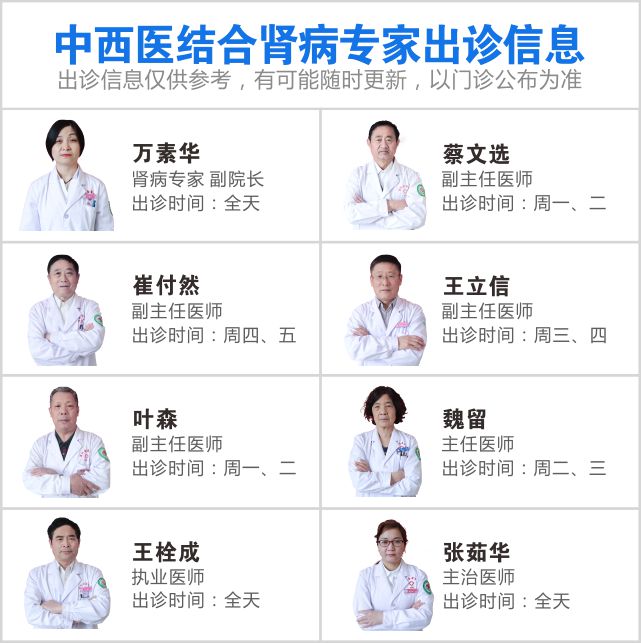 中西医结合肾病专家出诊信息
出诊信息仅供参考，有可能随时更新，以门诊公布为准
万素华
肾病专家 副院长
出诊时间：全天
蔡文选
副主任医师
出诊时间：周一、二
崔付然
副主任医师
出诊时间：周四、五
王立信
副主任医师
出诊时间：周三、四
叶森
副主任医师
出诊时间：周一、二
魏留
主任医师
出诊时间：周二、三
王栓成
执业医师
出诊时间：全天
张茹华
主治医师
出诊时间：全天